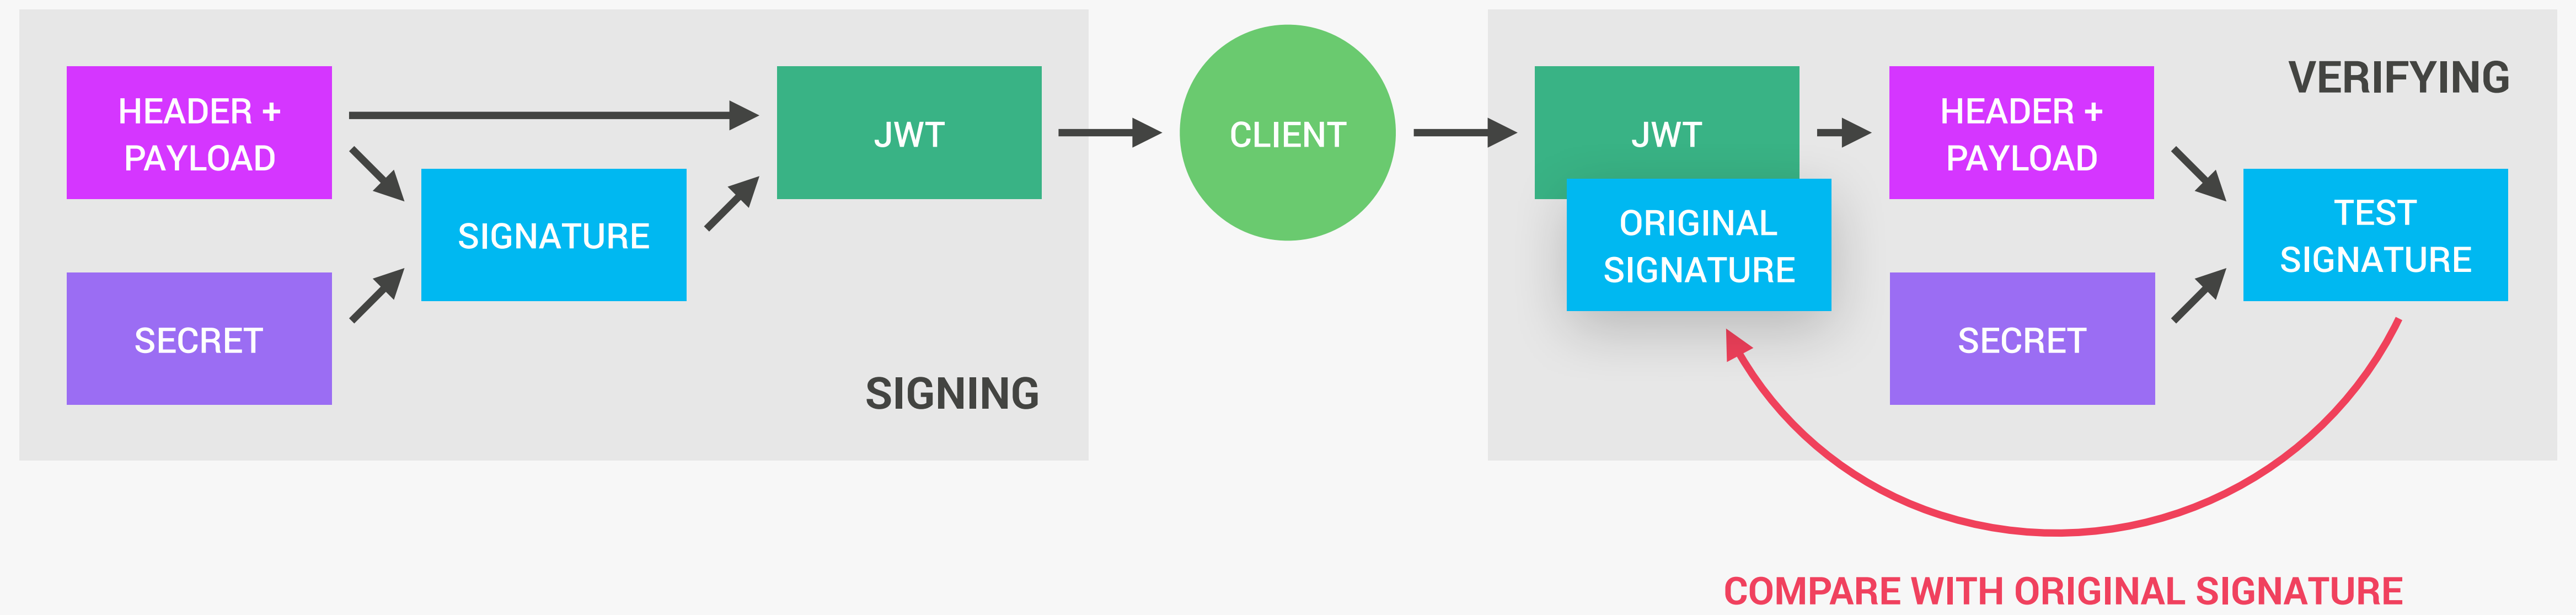 HEADER +
PAYLOAD
SECRET
SIGNATURE
JWT
SIGNING
CLIENT
JWT
ORIGINAL
SIGNATURE
HEADER +
PAYLOAD
SECRET
TEST
SIGNATURE
VERIFYING
COMPARE WITH ORIGINAL SIGNATURE